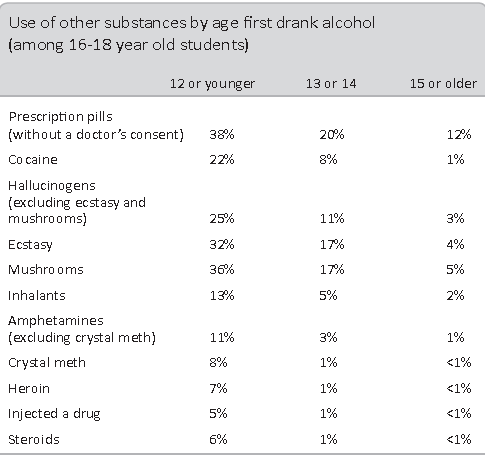 Use of other substances by age first drank alcohol
(among 16-18 year old students)
12 or younger 13 or 14 15 or older
Prescription pills
(without a doctor's consent) 38% 20% 12%
Cocaine 22% 8% 1%
Hallucinogens
(excluding ecstasy and
mushrooms) 25% 11% 3%
Ecstasy 32% 17% 4%
Mushrooms 36% 17% 5%
Inhalants 13% 5% 2%
Amphetamines
(excluding crystal meth) 11% 3% 1%
Crystal meth 8% 1% <1%
Heroin 7% 1% <1%
Injected a drug 5% 1% <1%
Steroids 6% 1% <1%